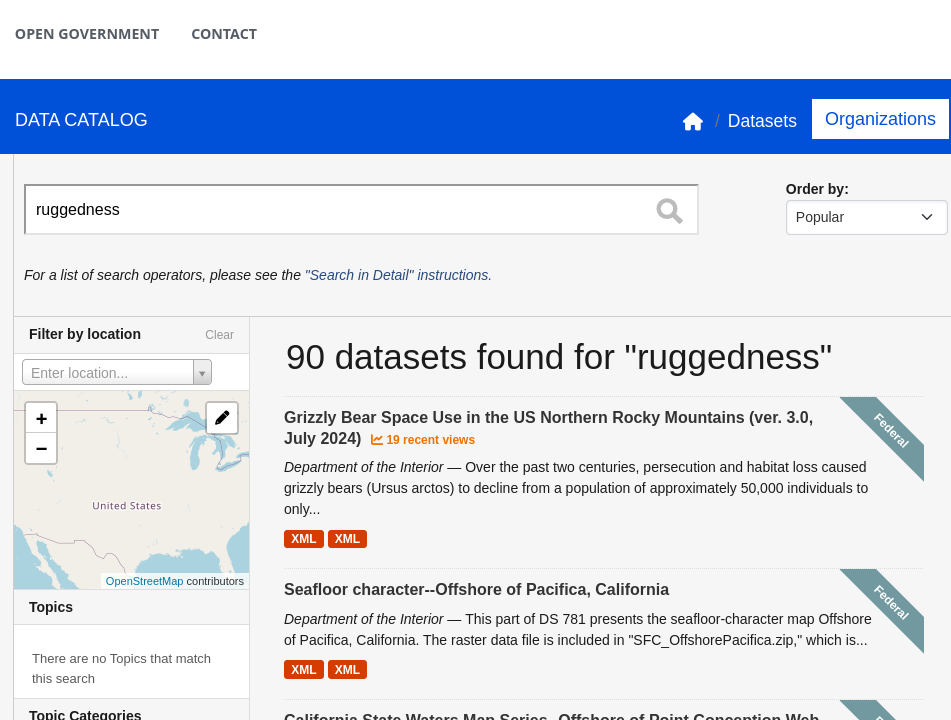 OPEN GOVERNMENT CONTACT
DATA CATALOG
/ Datasets
Organizations
ruggedness
Order by:
Popular
For a list of search operators, please see the "Search in Detail" instructions.
Filter by location Clear
Enter location...
+
−
United States
OpenStreetMap contributors
Topics
There are no Topics that match
this search
Topic Categories
90 datasets found for "ruggedness"
Grizzly Bear Space Use in the US Northern Rocky Mountains (ver. 3.0,
July 2024) 19 recent views
Federal
Department of the Interior — Over the past two centuries, persecution and habitat loss caused
grizzly bears (Ursus arctos) to decline from a population of approximately 50,000 individuals to
only...
XML XML
Seafloor character--Offshore of Pacifica, California
Federal
Department of the Interior — This part of DS 781 presents the seafloor-character map Offshore
of Pacifica, California. The raster data file is included in "SFC_OffshorePacifica.zip," which is...
XML XML
California State Waters Map Series--Offshore of Point Conception Web